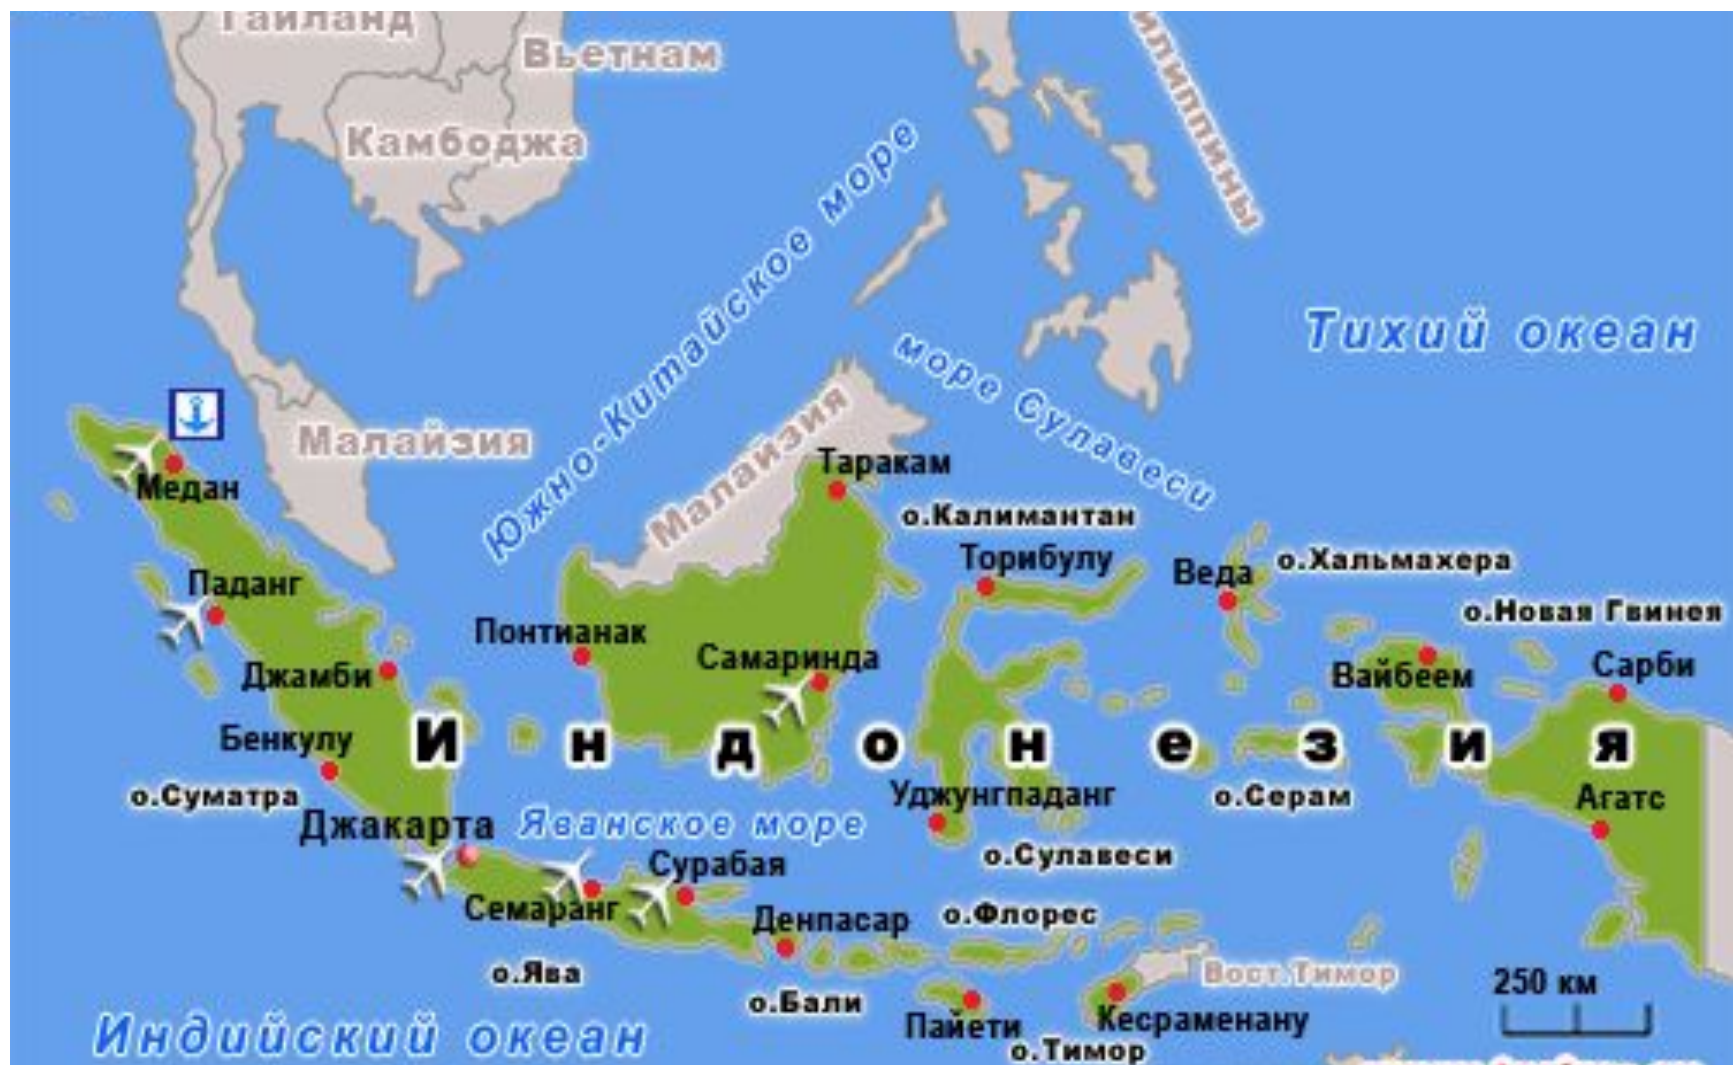 Таиланд
Вьетнам
Камбоджа
илиппины
Южно-Китайское море
Тихий океан
море Сулавеси
Малайзия
Малайзия
Таракам
Медан
о.Калимантан
Торибулу
Веда
о.Хальмахера
Паданг
о.Новая Гвинея
Понтианак
Самаринда
Джамби
Вайбеем
Сарби
Индонезия
Бенкулу
о.Суматра
Уджунгпаданг
о.Серам
Агатс
Джакарта
Яванское море
Сурабая
о.Сулавеси
Семаранг
Денпасар
о.Флорес
о.Ява
Вост.Тимор
250 км
о.Бали
Пайети
Кесраменану
Индийский океан
о.Тимор